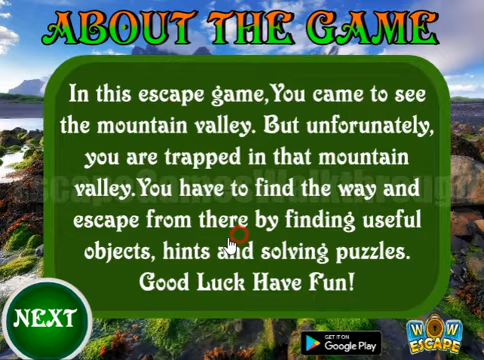 ABOUT THE GAME
In this escape game,You came to see
the mountain valley. But unforunately,
you are trapped in that mountain
valley.You have to find the way and
escape from there by finding useful
objects, hints and solving puzzles.
Good Luck Have Fun!
NEXT
GET IT ON
Google Play
WOW
ESCAPE